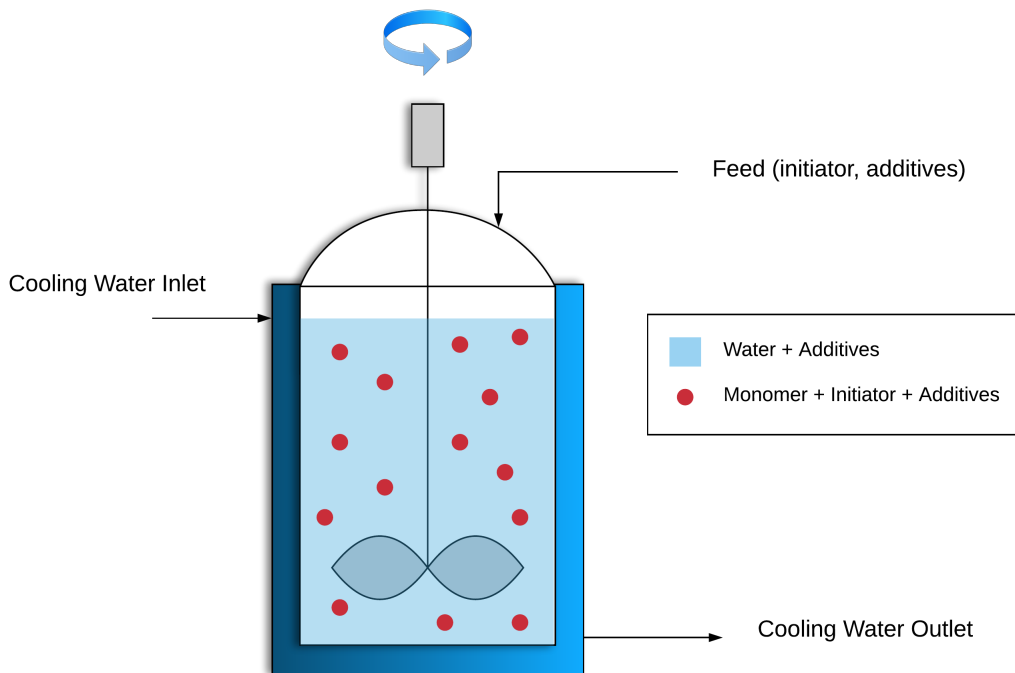 Feed (initiator, additives)
Cooling Water Inlet
Water + Additives
Monomer + Initiator + Additives
Cooling Water Outlet